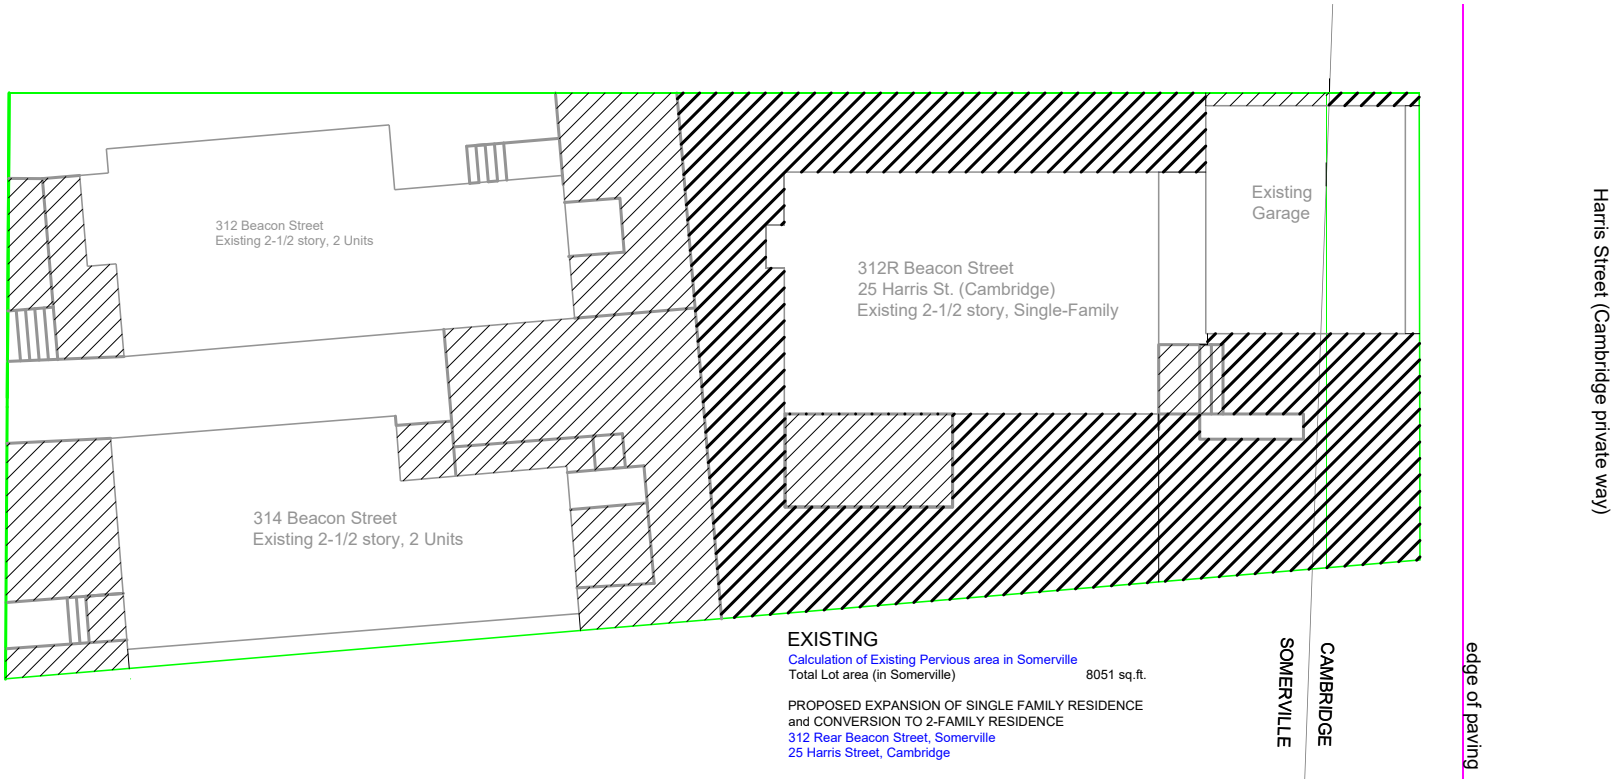 312 Beacon Street
Existing 2-1/2 story, 2 Units
312R Beacon Street
25 Harris St. (Cambridge)
Existing 2-1/2 story, Single-Family
Existing
Garage
Harris Street (Cambridge private way)
314 Beacon Street
Existing 2-1/2 story, 2 Units
EXISTING
Calculation of Existing Pervious area in Somerville
Total Lot area (in Somerville) 8051 sq.ft.
PROPOSED EXPANSION OF SINGLE FAMILY RESIDENCE
and CONVERSION TO 2-FAMILY RESIDENCE
312 Rear Beacon Street, Somerville
25 Harris Street, Cambridge
SOMERVILLE
CAMBRIDGE
edge of paving